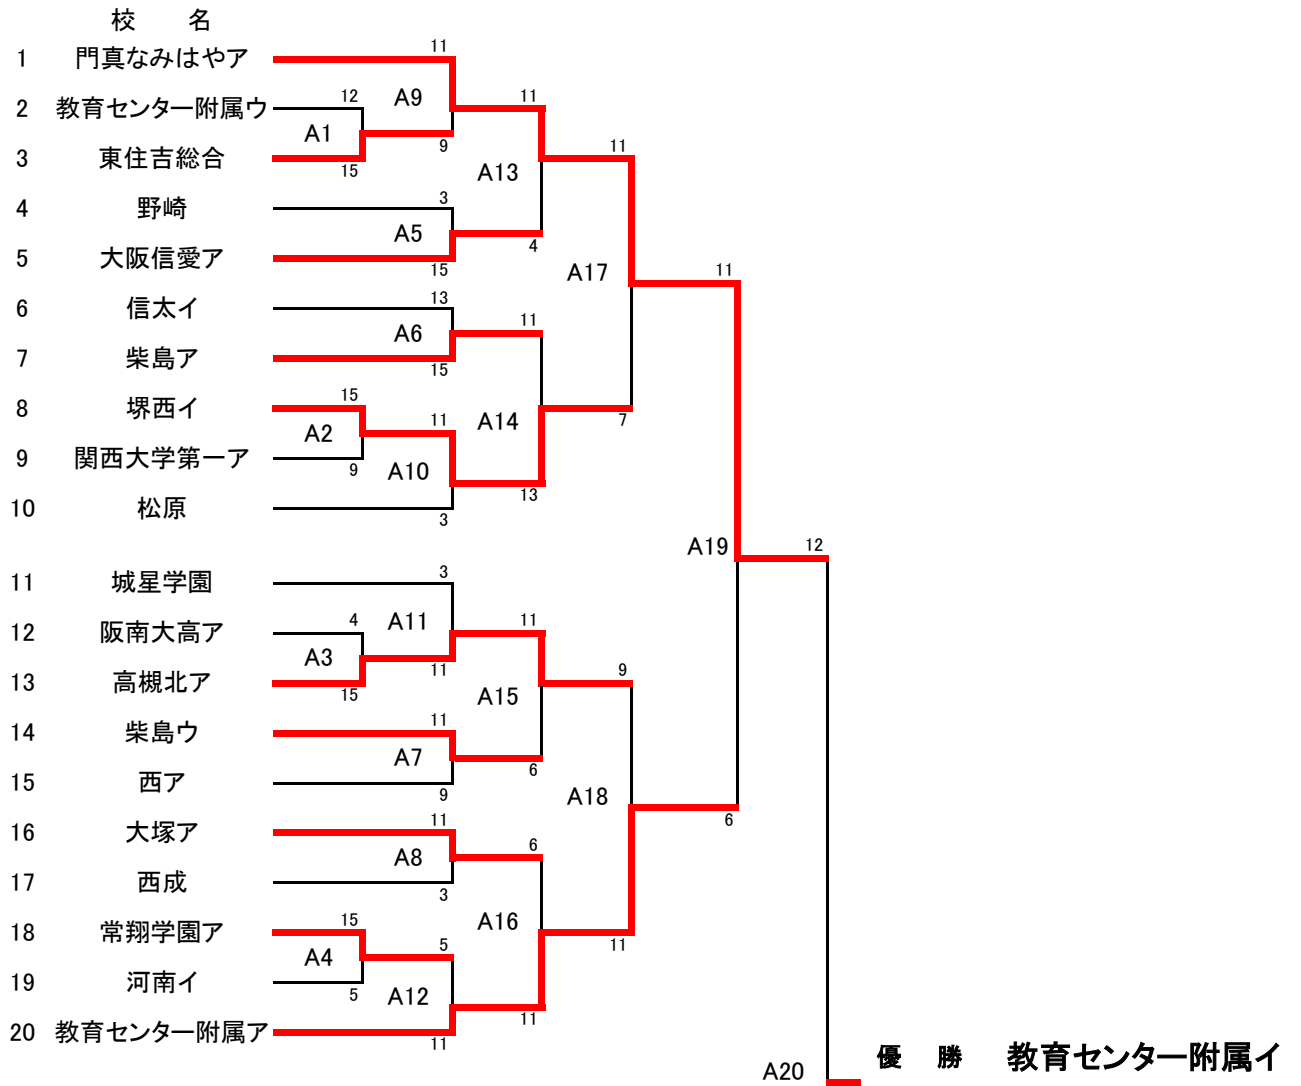 校 名
11
1 門真なみはやア
12 A9 11
2 教育センター附属ウ
A1
9 11
3 東住吉総合
15 A13
3
4 野崎
A5
4
5 大阪信愛ア
15 A17 11
13
6 信太イ
A6 11
7 柴島ア
15
15
8 堺西イ
11 A14 7
A2
9 関西大学第一ア
9 A10
13
10 松原
3
A19 12
3
11 城星学園
4 A11 11
12 阪南大高ア
A3
11 9
13 高槻北ア
15 A15
11
14 柴島ウ
A7
6
15 西ア
9 A18
11 6
16 大塚ア
6
A8
17 西成
3
15 A16
18 常翔学園ア
5 11
A4
19 河南イ
5 A12
11
20 教育センター附属ア
11
優 勝 教育センター附属イ
A20